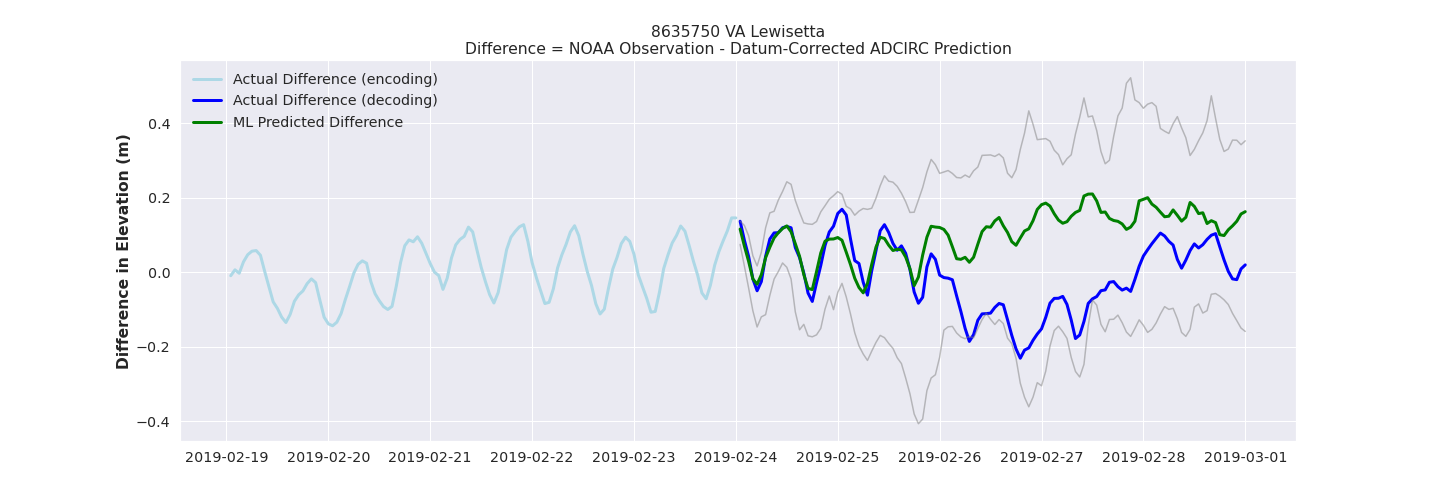 8635750 VA Lewisetta
Difference = NOAA Observation - Datum-Corrected ADCIRC Prediction
Actual Difference (encoding)
Actual Difference (decoding)
ML Predicted Difference
Difference in Elevation (m)
0.4
0.2
0.0
−0.2
−0.4
2019-02-19 2019-02-20 2019-02-21 2019-02-22 2019-02-23 2019-02-24 2019-02-25 2019-02-26 2019-02-27 2019-02-28 2019-03-01